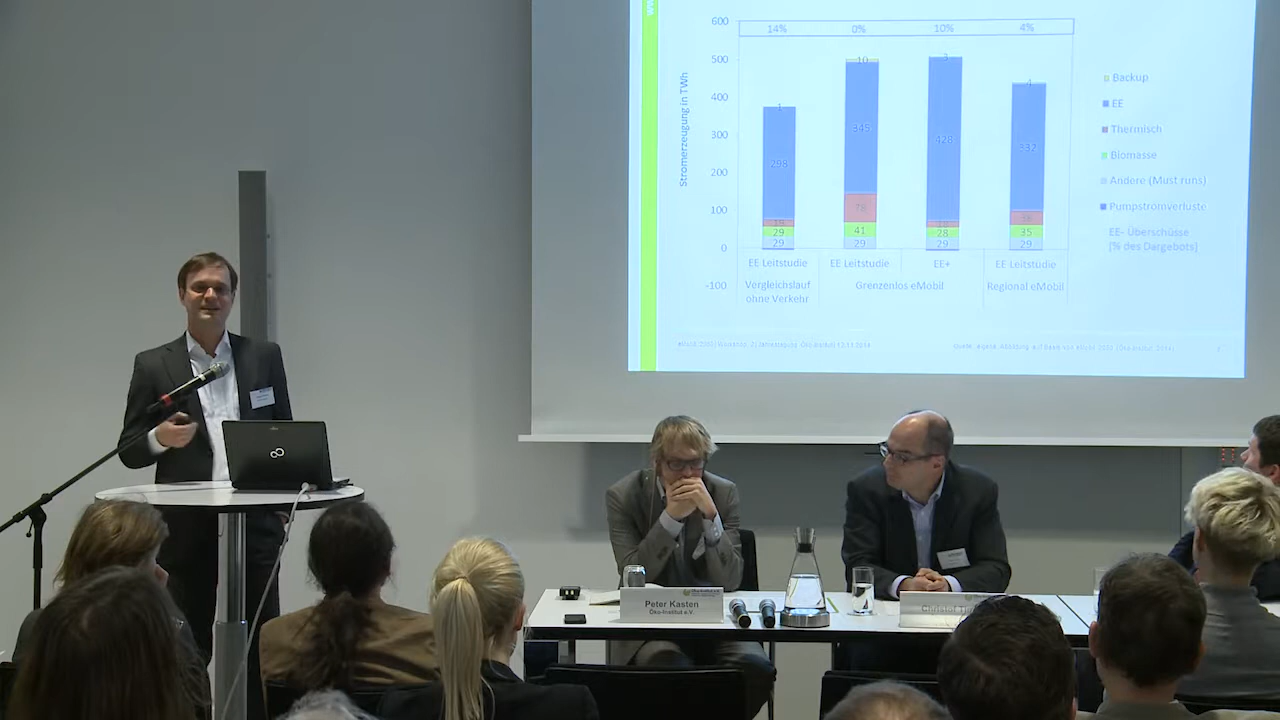 600
14% 0% 10% 4%
500
400
300
200
100
0
-100
Stromerzeugung in TWh
1 10 3 4
298 345 428 332
78
29 41 28 35
29 29 29 29
EE Leitstudie EE Leitstudie EE+ EE Leitstudie
Vergleichslauf ohne Verkehr
Grenzenlos eMobil
Regional eMobil
Backup
EE
Thermisch
Biomasse
Andere (Must runs)
Pumpstromverluste
EE- Überschüsse
[% des Dargebots]
Peter Kasten
Öko-Institut e.V.